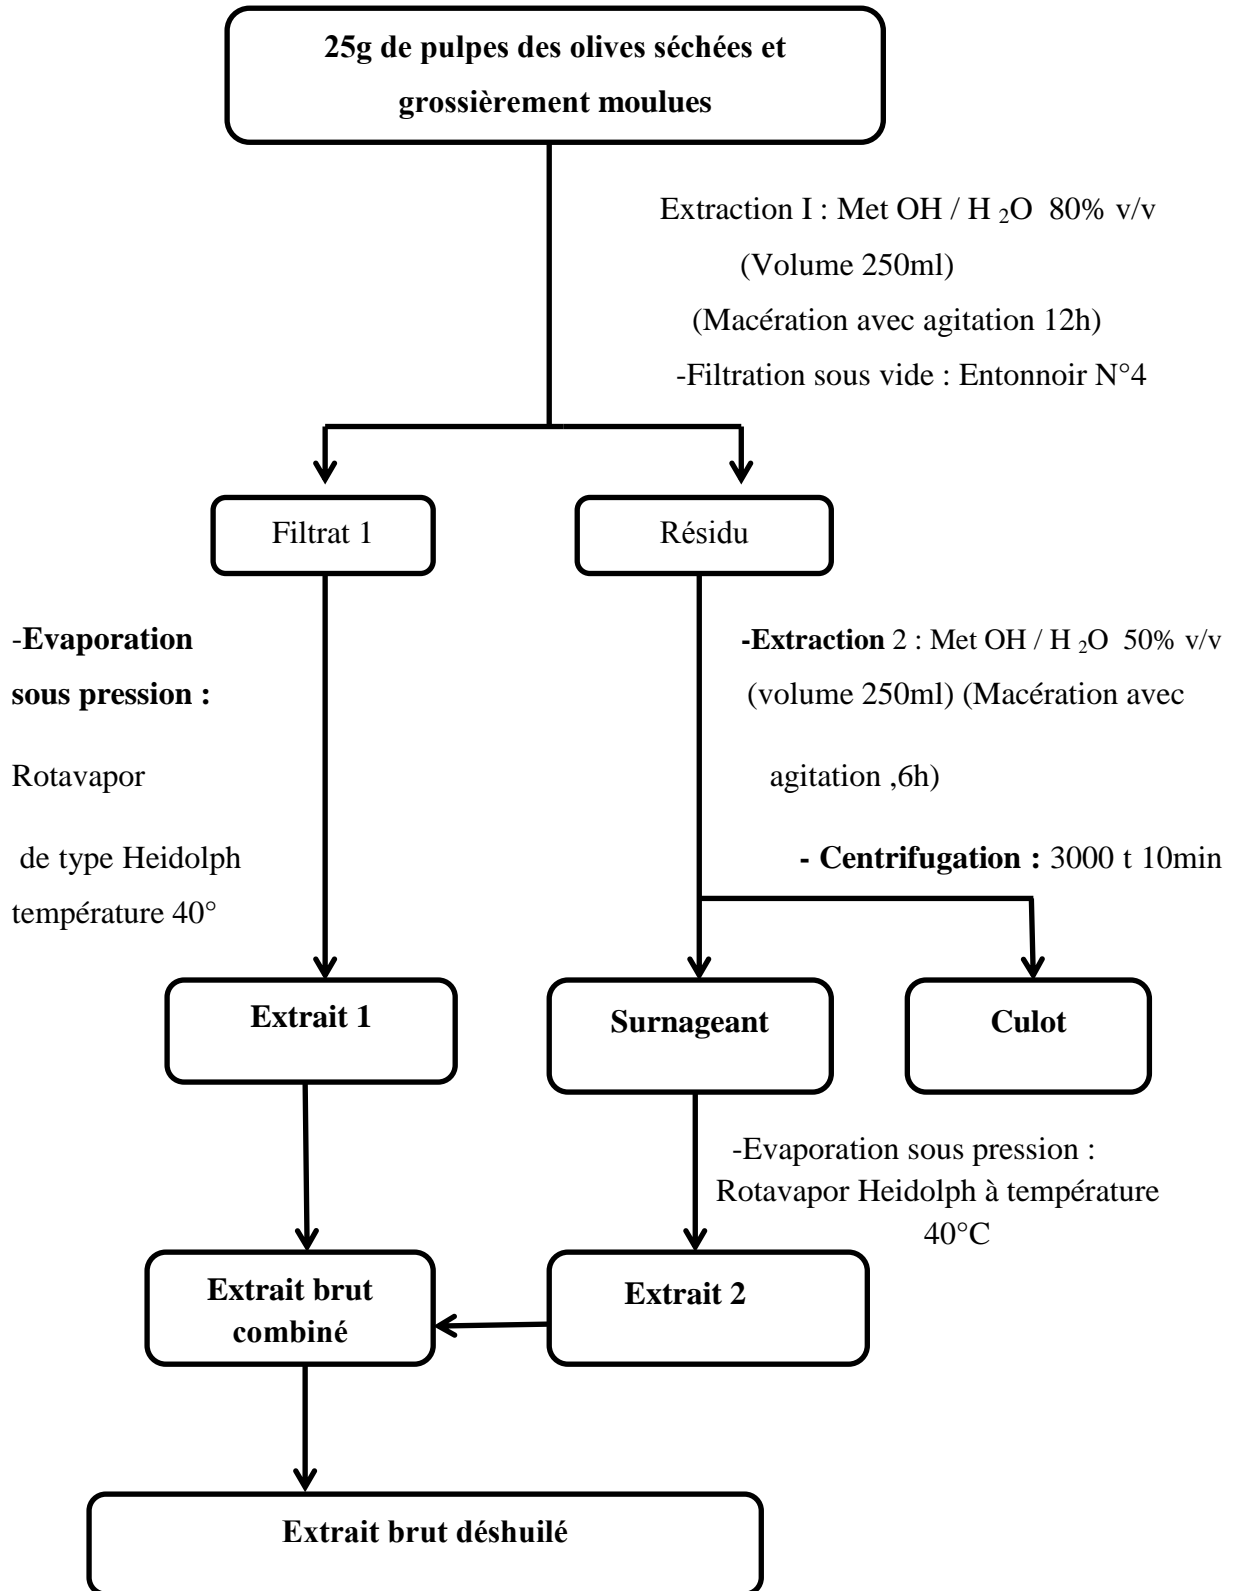 25g de pulpes des olives séchées et
grossièrement moulues
Extraction I : Met OH / H ₂O 80% v/v
(Volume 250ml)
(Macération avec agitation 12h)
-Filtration sous vide : Entonnoir N°4
Filtrat 1
Résidu
-Evaporation
sous pression :
Rotavapor
de type Heidolph
température 40°
-Extraction 2 : Met OH / H ₂O 50% v/v
(volume 250ml) (Macération avec
agitation ,6h)
- Centrifugation : 3000 t 10min
Extrait 1
Surnageant
Culot
-Evaporation sous pression :
Rotavapor Heidolph à température
40°C
Extrait brut
combiné
Extrait 2
Extrait brut déshuilé